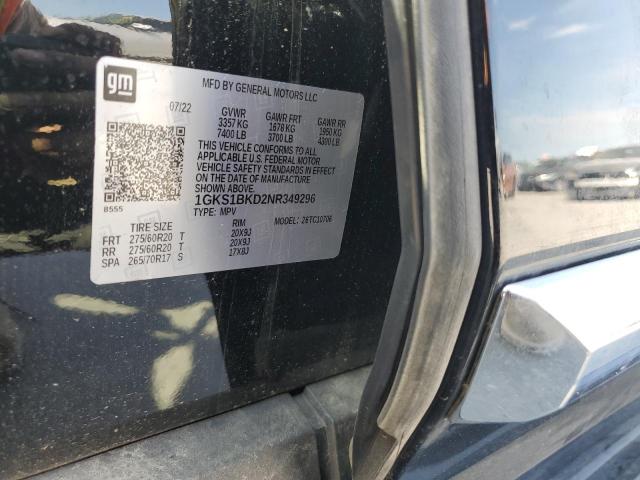 gm
MFD BY GENERAL MOTORS LLC
07/22 GVWR GAWR FRT GAWR RR
3357 KG 1678 KG 1950 KG
7400 LB 3700 LB 4300 LB
THIS VEHICLE CONFORMS TO ALL
APPLICABLE U.S. FEDERAL MOTOR
VEHICLE SAFETY STANDARDS IN
EFFECT ON THE DATE OF MANUFACTURE
SHOWN ABOVE.
1GKS1BKD2NR349296
B555 TYPE: MPV MODEL: 26TC10706
TIRE SIZE RIM
FRT 275/60R20 T 20X9J
RR 275/60R20 T 20X9J
SPA 265/70R17 S 17X8J